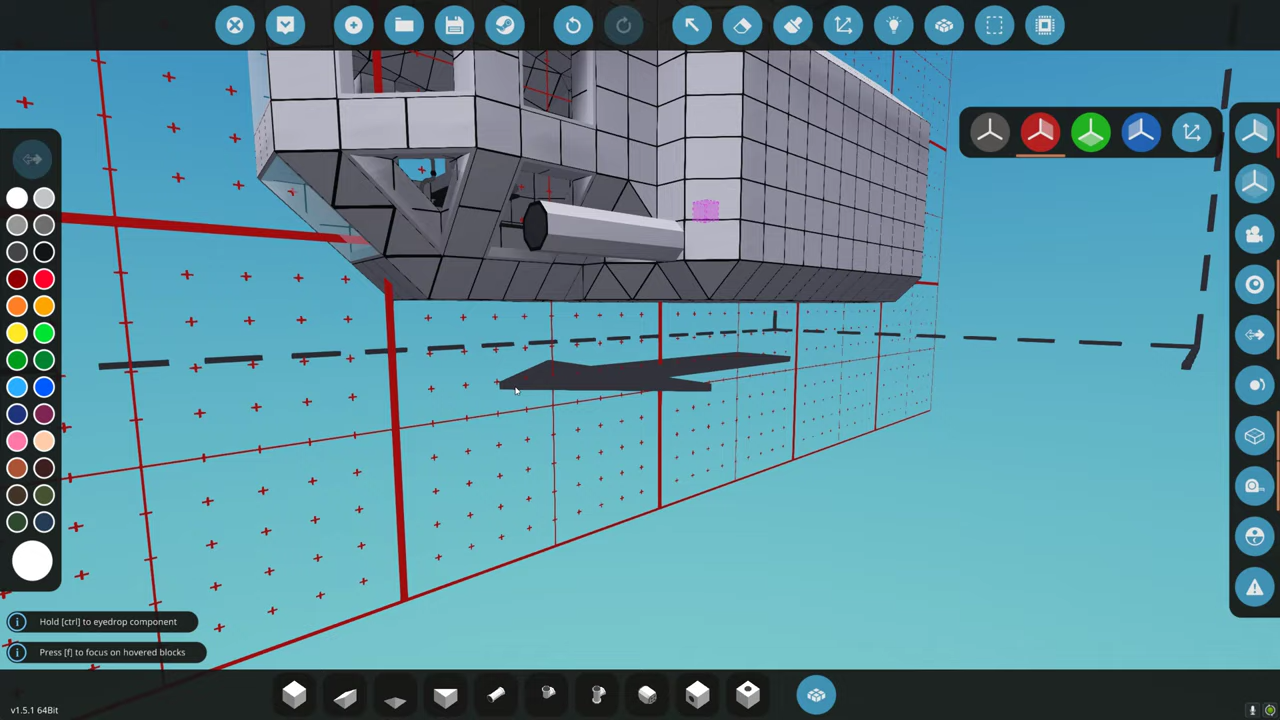 Hold [ctrl] to eyedrop component
Press [f] to focus on hovered blocks
v1.5.1 64Bit